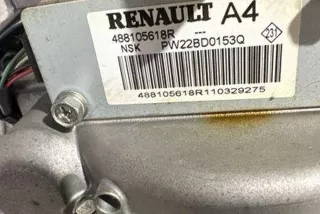 RENAULT A4
488105618R ---
NSK PW22BD0153Q 231
488105618R110329275